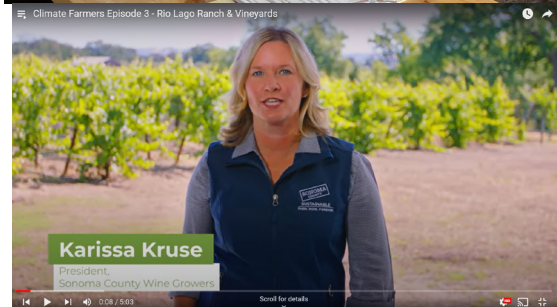 Climate Farmers Episode 3 - Rio Lago Ranch & Vineyards
SONOMA
SUSTAINABLE
Karissa Kruse
President,
Sonoma County Wine Growers
0:08 / 5:03
Scroll for details